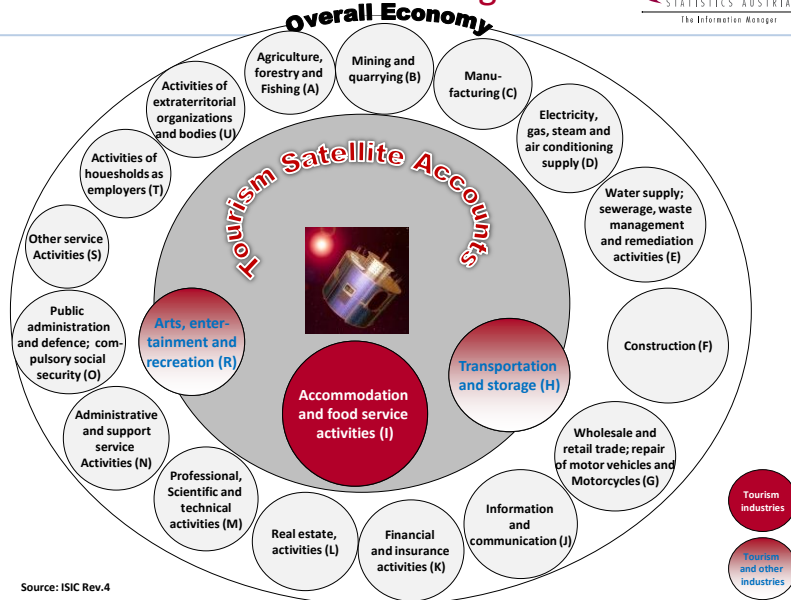 STATISTICS AUSTRIA
The Information Manager
Overall Economy
Agriculture,
forestry and
Fishing (A)
Mining and
quarrying (B)
Manu-
facturing (C)
Electricity,
gas, steam and
air conditioning
supply (D)
Water supply;
sewerage, waste
management
and remediation
activities (E)
Construction (F)
Wholesale and
retail trade; repair
of motor vehicles and
Motorcycles (G)
Information
and
communication (J)
Financial
and insurance
activities (K)
Real estate,
activities (L)
Professional,
Scientific and
technical
activities (M)
Administrative
and support
service
Activities (N)
Public
administration
and defence; com-
pulsory social
security (O)
Other service
Activities (S)
Activities of
houesholds as
employers (T)
Activities of
extraterritorial
organizations
and bodies (U)
Tourism Satellite Accounts
Arts, enter-
tainment and
recreation (R)
Accommodation
and food service
activities (I)
Transportation
and storage (H)
Tourism
industries
Tourism
and other
industries
Source: ISIC Rev.4